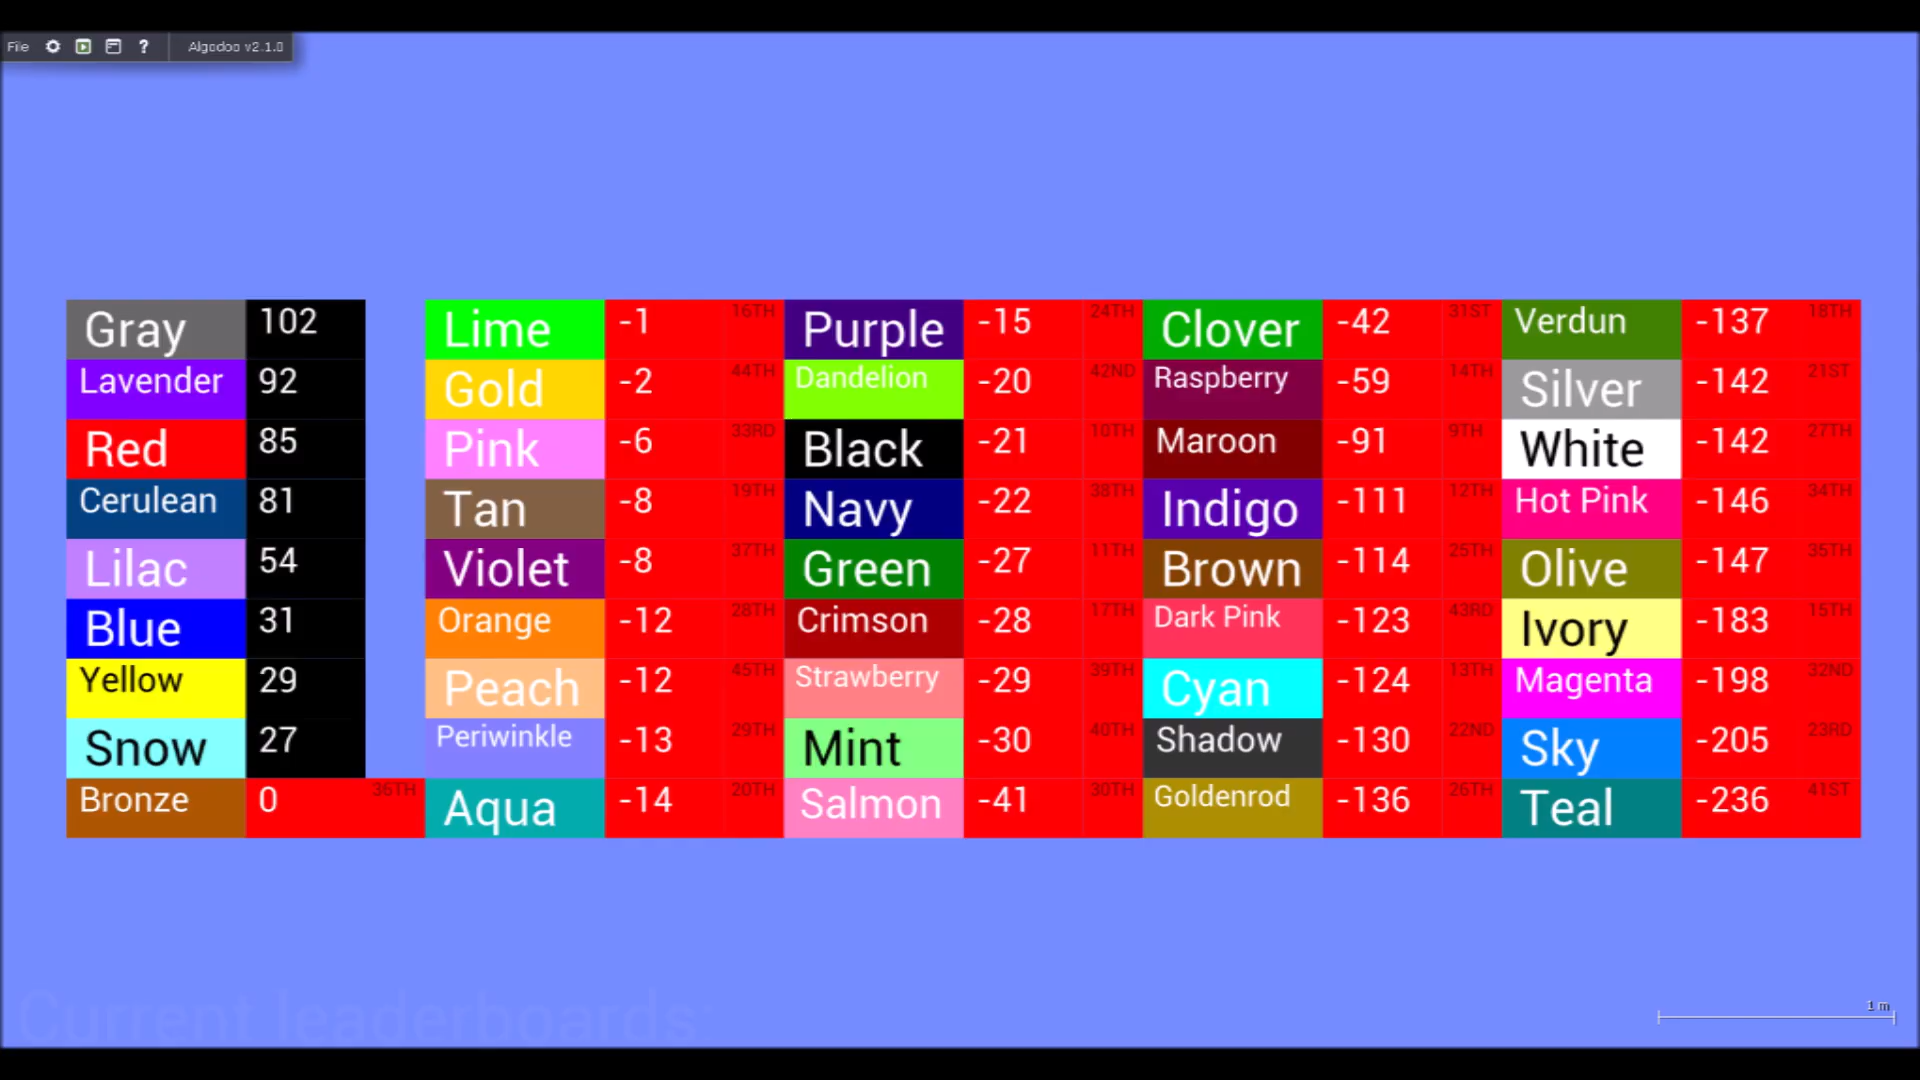 File ? Algodoo v2.1.0
Gray 102 Lime -1 16TH Purple -15 24TH Clover -42 31ST Verdun -137 18TH
Lavender 92 Gold -2 44TH Dandelion -20 42ND Raspberry -59 14TH Silver -142 21ST
Red 85 Pink -6 33RD Black -21 10TH Maroon -91 9TH White -142 27TH
Cerulean 81 Tan -8 19TH Navy -22 38TH Indigo -111 12TH Hot Pink -146 34TH
Lilac 54 Violet -8 37TH Green -27 11TH Brown -114 25TH Olive -147 35TH
Blue 31 Orange -12 28TH Crimson -28 17TH Dark Pink -123 43RD Ivory -183 15TH
Yellow 29 Peach -12 45TH Strawberry -29 39TH Cyan -124 13TH Magenta -198 32ND
Snow 27 Periwinkle -13 29TH Mint -30 40TH Shadow -130 22ND Sky -205 23RD
Bronze 0 36TH Aqua -14 20TH Salmon -41 30TH Goldenrod -136 26TH Teal -236 41ST
Current leaderboards:
1 m